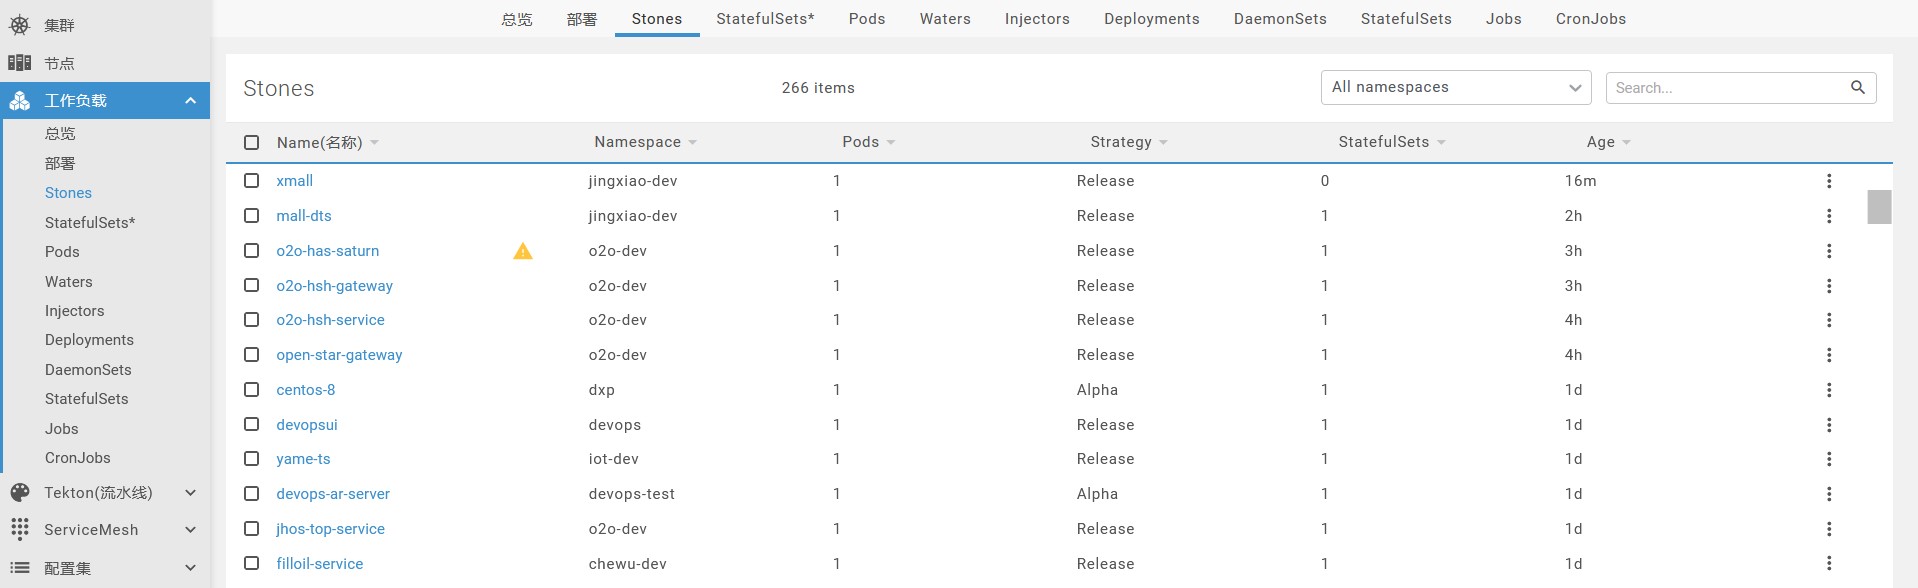 集群
节点
工作负载
总览
部署
Stones
StatefulSets*
Pods
Waters
Injectors
Deployments
DaemonSets
StatefulSets
Jobs
CronJobs
Tekton(流水线)
ServiceMesh
配置集
总览 部署 Stones StatefulSets* Pods Waters Injectors Deployments DaemonSets StatefulSets Jobs CronJobs
Stones 266 items All namespaces Search...
Name(名称) Namespace Pods Strategy StatefulSets Age
xmall jingxiao-dev 1 Release 0 16m
mall-dts jingxiao-dev 1 Release 1 2h
o2o-has-saturn o2o-dev 1 Release 1 3h
o2o-hsh-gateway o2o-dev 1 Release 1 3h
o2o-hsh-service o2o-dev 1 Release 1 4h
open-star-gateway o2o-dev 1 Release 1 4h
centos-8 dxp 1 Alpha 1 1d
devopsui devops 1 Release 1 1d
yame-ts iot-dev 1 Release 1 1d
devops-ar-server devops-test 1 Alpha 1 1d
jhos-top-service o2o-dev 1 Release 1 1d
filloil-service chewu-dev 1 Release 1 1d